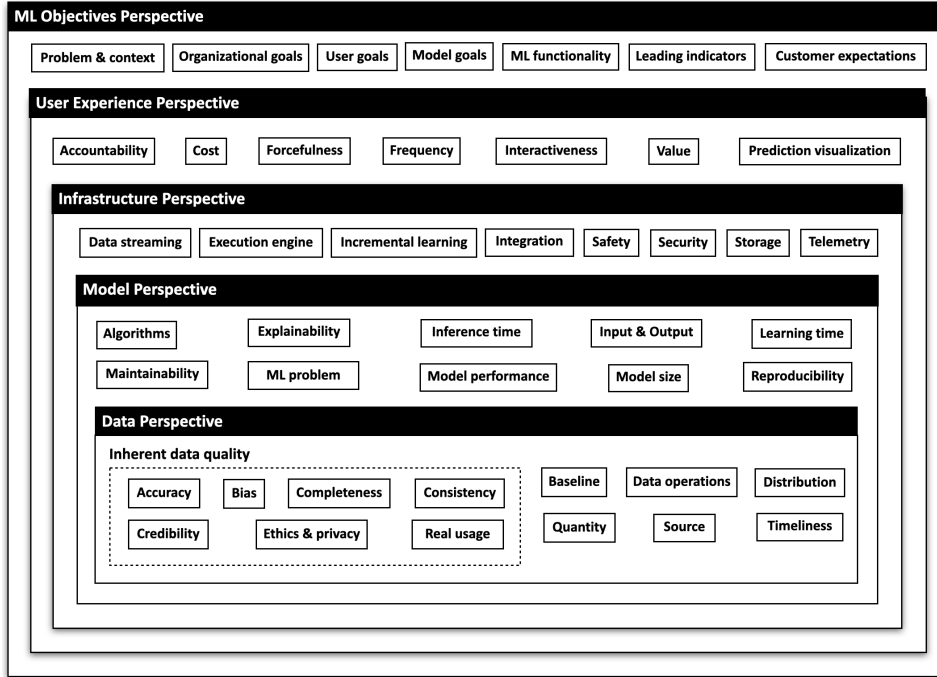 ML Objectives Perspective
Problem & context Organizational goals User goals Model goals ML functionality Leading indicators Customer expectations
User Experience Perspective
Accountability Cost Forcefulness Frequency Interactiveness Value Prediction visualization
Infrastructure Perspective
Data streaming Execution engine Incremental learning Integration Safety Security Storage Telemetry
Model Perspective
Algorithms Explainability Inference time Input & Output Learning time
Maintainability ML problem Model performance Model size Reproducibility
Data Perspective
Inherent data quality
Accuracy Bias Completeness Consistency Baseline Data operations Distribution
Credibility Ethics & privacy Real usage Quantity Source Timeliness